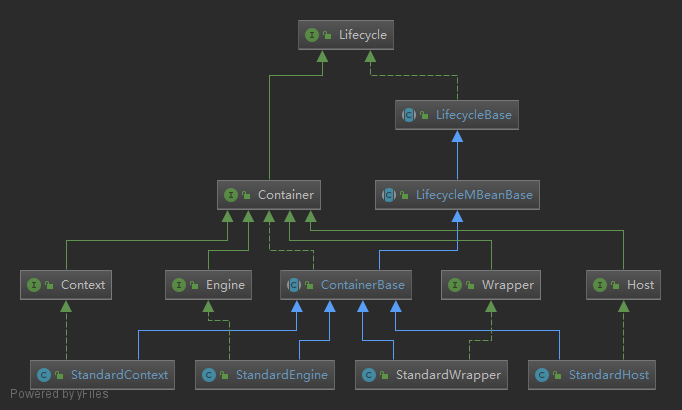 I Lifecycle
C LifecycleBase
I Container
C LifecycleMBeanBase
I Context
I Engine
C ContainerBase
I Wrapper
I Host
C StandardContext
C StandardEngine
C StandardWrapper
C StandardHost
Powered by yFiles